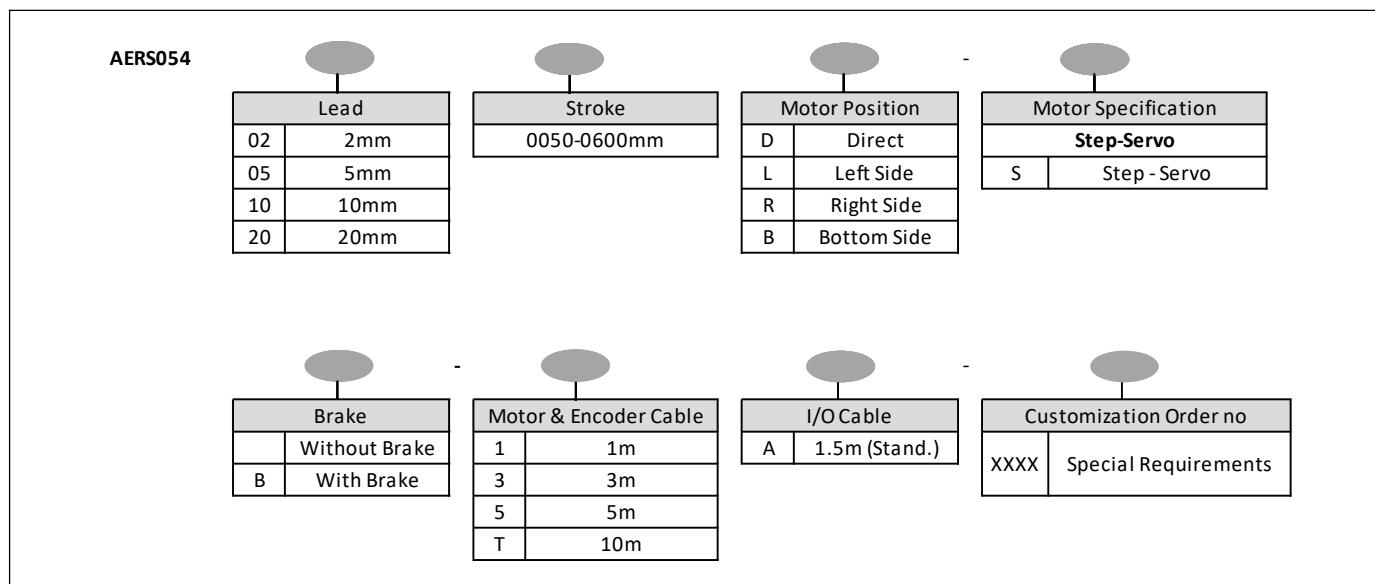 AERS054 - 
Lead Stroke Motor Position Motor Specification
02 2mm 0050-0600mm D Direct Step-Servo
05 5mm L Left Side S Step - Servo
10 10mm R Right Side
20 20mm B Bottom Side
- -
Brake Motor & Encoder Cable I/O Cable Customization Order no
Without Brake 1 1m A 1.5m (Stand.) XXXX Special Requirements
B With Brake 3 3m
5 5m
T 10m